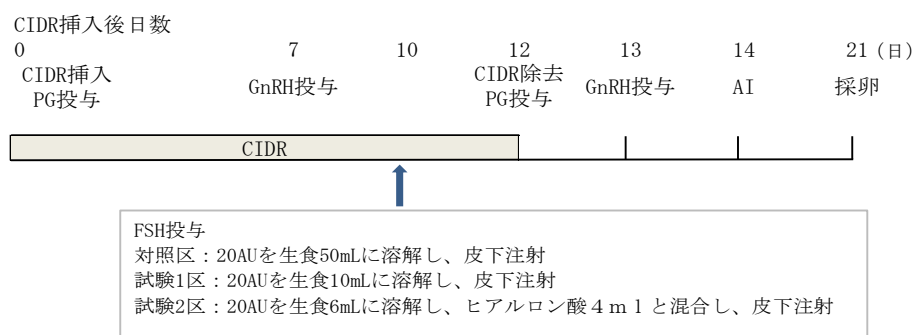 CIDR挿入後日数
0 7 10 12 13 14 21 (日)
CIDR挿入 GnRH投与 CIDR除去 GnRH投与 AI 採卵
PG投与 PG投与
CIDR
FSH投与
対照区：20AUを生食50mLに溶解し、皮下注射
試験1区：20AUを生食10mLに溶解し、皮下注射
試験2区：20AUを生食6mLに溶解し、ヒアルロン酸４ｍｌと混合し、皮下注射